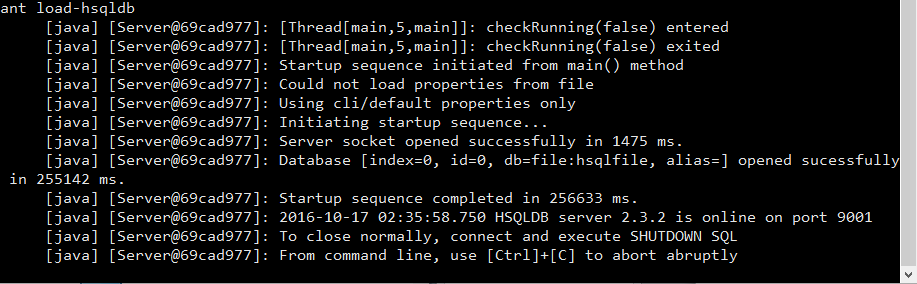 ant load-hsqldb
[java] [Server@69cad977]: [Thread[main,5,main]]: checkRunning(false) entered
[java] [Server@69cad977]: [Thread[main,5,main]]: checkRunning(false) exited
[java] [Server@69cad977]: Startup sequence initiated from main() method
[java] [Server@69cad977]: Could not load properties from file
[java] [Server@69cad977]: Using cli/default properties only
[java] [Server@69cad977]: Initiating startup sequence...
[java] [Server@69cad977]: Server socket opened successfully in 1475 ms.
[java] [Server@69cad977]: Database [index=0, id=0, db=file:hsqlfile, alias=] opened sucessfully
in 255142 ms.
[java] [Server@69cad977]: Startup sequence completed in 256633 ms.
[java] [Server@69cad977]: 2016-10-17 02:35:58.750 HSQLDB server 2.3.2 is online on port 9001
[java] [Server@69cad977]: To close normally, connect and execute SHUTDOWN SQL
[java] [Server@69cad977]: From command line, use [Ctrl]+[C] to abort abruptly